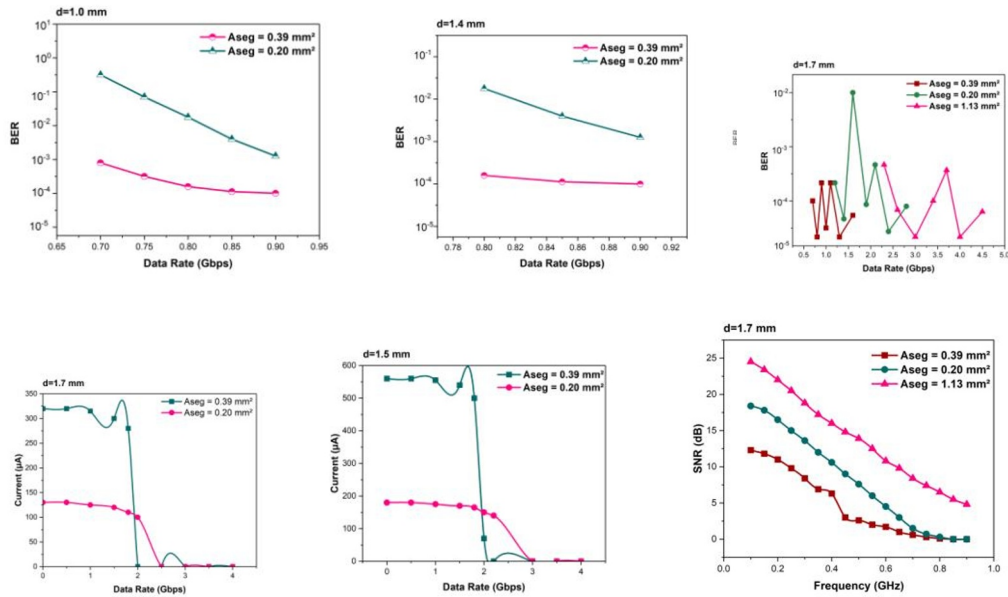 d=1.0 mm
Aseg = 0.39 mm²
Aseg = 0.20 mm²
BER
10¹
10⁰
10⁻¹
10⁻²
10⁻³
10⁻⁴
10⁻⁵
0.65 0.70 0.75 0.80 0.85 0.90 0.95
Data Rate (Gbps)
d=1.4 mm
Aseg = 0.39 mm²
Aseg = 0.20 mm²
BER
10⁻¹
10⁻²
10⁻³
10⁻⁴
10⁻⁵
0.78 0.80 0.82 0.84 0.86 0.88 0.90 0.92
Data Rate (Gbps)
d=1.7 mm
Aseg = 0.39 mm²
Aseg = 0.20 mm²
Aseg = 1.13 mm²
BER
10⁻²
10⁻³
10⁻⁴
10⁻⁵
0.5 1.0 1.5 2.0 2.5 3.0 3.5 4.0 4.5 5.0
Data Rate (Gbps)
d=1.7 mm
Aseg = 0.39 mm²
Aseg = 0.20 mm²
Current (µA)
350
300
250
200
150
100
50
0
0 1 2 3 4
Data Rate (Gbps)
d=1.5 mm
Aseg = 0.39 mm²
Aseg = 0.20 mm²
Current (µA)
600
500
400
300
200
100
0
0 1 2 3 4
Data Rate (Gbps)
d=1.7 mm
Aseg = 0.39 mm²
Aseg = 0.20 mm²
Aseg = 1.13 mm²
SNR (dB)
25
20
15
10
5
0
0.0 0.2 0.4 0.6 0.8 1.0
Frequency (GHz)